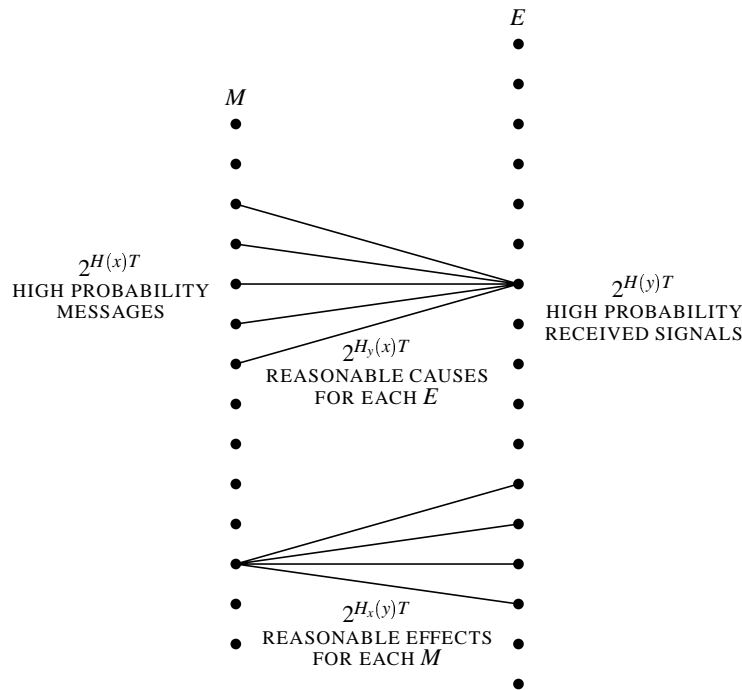 E
M
2^{H(x)T}
HIGH PROBABILITY
MESSAGES
2^{H(y)T}
HIGH PROBABILITY
RECEIVED SIGNALS
2^{H_y(x)T}
REASONABLE CAUSES
FOR EACH E
2^{H_x(y)T}
REASONABLE EFFECTS
FOR EACH M